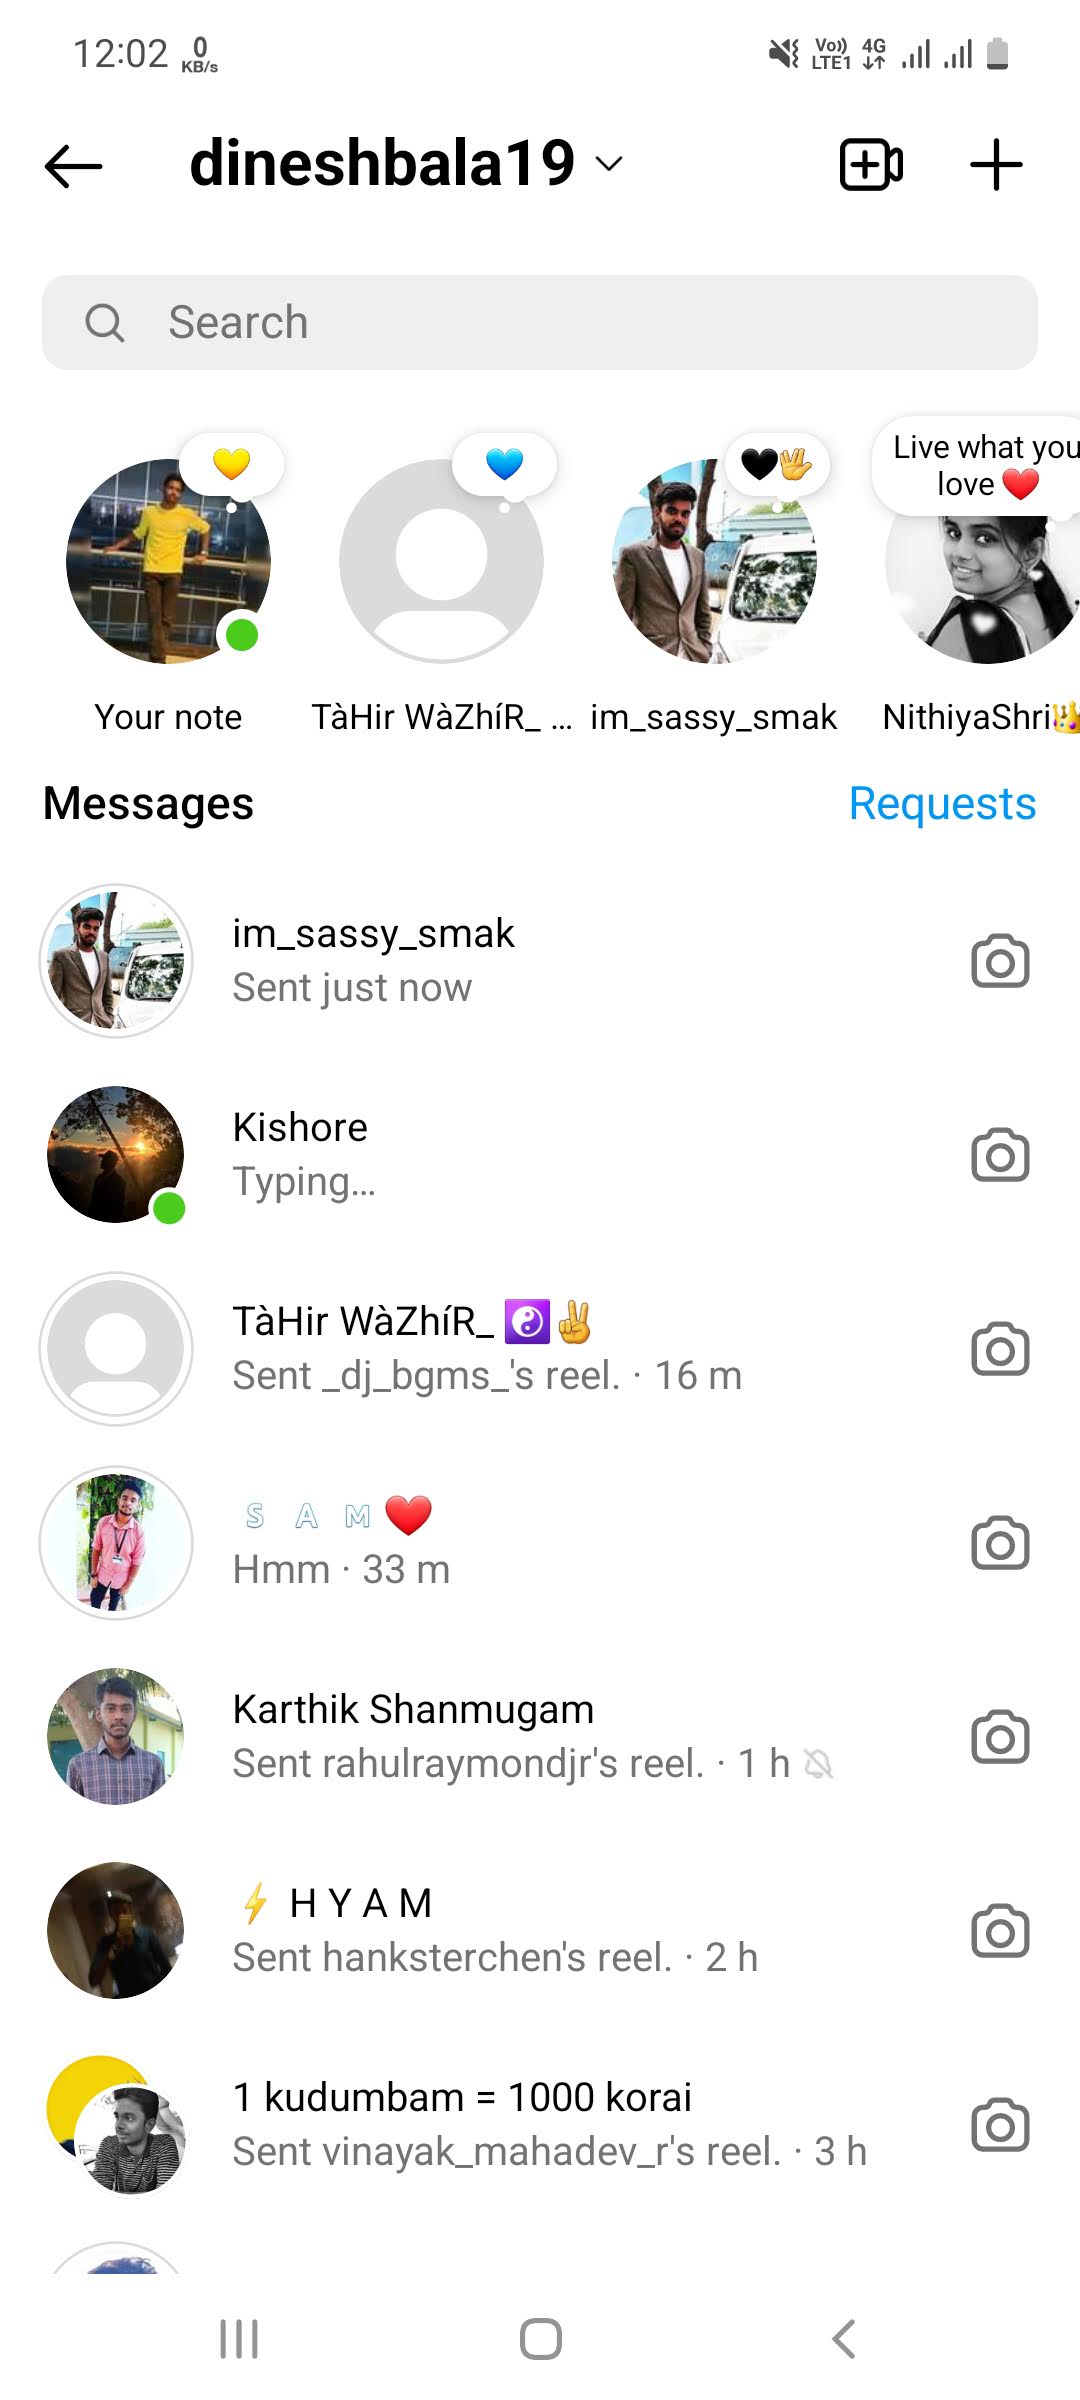 12:02 0 KB/s Vo)) LTE1 4G
dineshbala19
Search
💛
💙
🖤🖖
Live what you
love ❤️
Your note
TàHir WàZhíR_ ...
im_sassy_smak
NithiyaShri👑
Messages
Requests
im_sassy_smak
Sent just now
Kishore
Typing...
TàHir WàZhíR_ ☯️✌️
Sent _dj_bgms_'s reel. · 16 m
S A M❤️
Hmm · 33 m
Karthik Shanmugam
Sent rahulraymondjr's reel. · 1 h
⚡ H Y A M
Sent hanksterchen's reel. · 2 h
1 kudumbam = 1000 korai
Sent vinayak_mahadev_r's reel. · 3 h